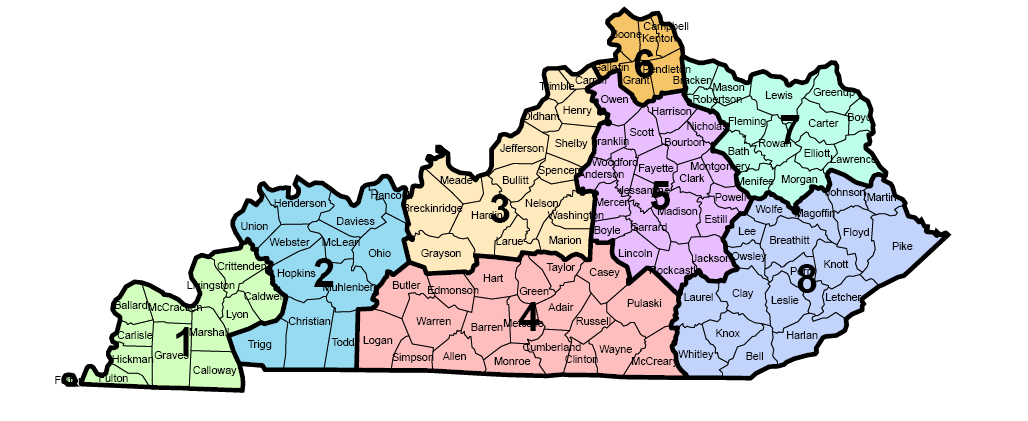 Boone
Campbell
Kenton
6
Gallatin
Pendleton
Grant
Carroll
Trimble
Owen
Bracken
Mason
Robertson
Lewis
Greenup
Henry
Oldham
Harrison
Fleming
7
Carter
Boyd
Scott
Nicholas
Shelby
Jefferson
Franklin
Bourbon
Rowan
Bath
Elliott
Lawrence
Woodford
Fayette
Montgomery
Spencer
Anderson
Clark
Menifee
Morgan
Meade
Bullitt
Jessamine
5
Powell
Johnson
Martin
Hancock
Breckinridge
Hardin
3
Nelson
Mercer
Madison
Wolfe
Magoffin
Henderson
Daviess
Washington
Estill
Floyd
Union
Boyle
Garrard
Lee
Breathitt
Pike
Webster
McLean
Ohio
Grayson
Larue
Marion
Lincoln
Jackson
Owsley
Knott
Crittenden
Hopkins
2
Hart
Taylor
Casey
Rockcastle
Perry
8
Livingston
Muhlenberg
Butler
Edmonson
Green
Caldwell
Laurel
Clay
Leslie
Letcher
Ballard
McCracken
Lyon
Adair
Pulaski
Christian
Warren
Barren
Metcalfe
4
Russell
Carlisle
Marshall
1
Knox
Harlan
Trigg
Todd
Logan
Hickman
Graves
Simpson
Allen
Monroe
Cumberland
Clinton
Wayne
McCreary
Whitley
Bell
Calloway
Fulton
Fulton